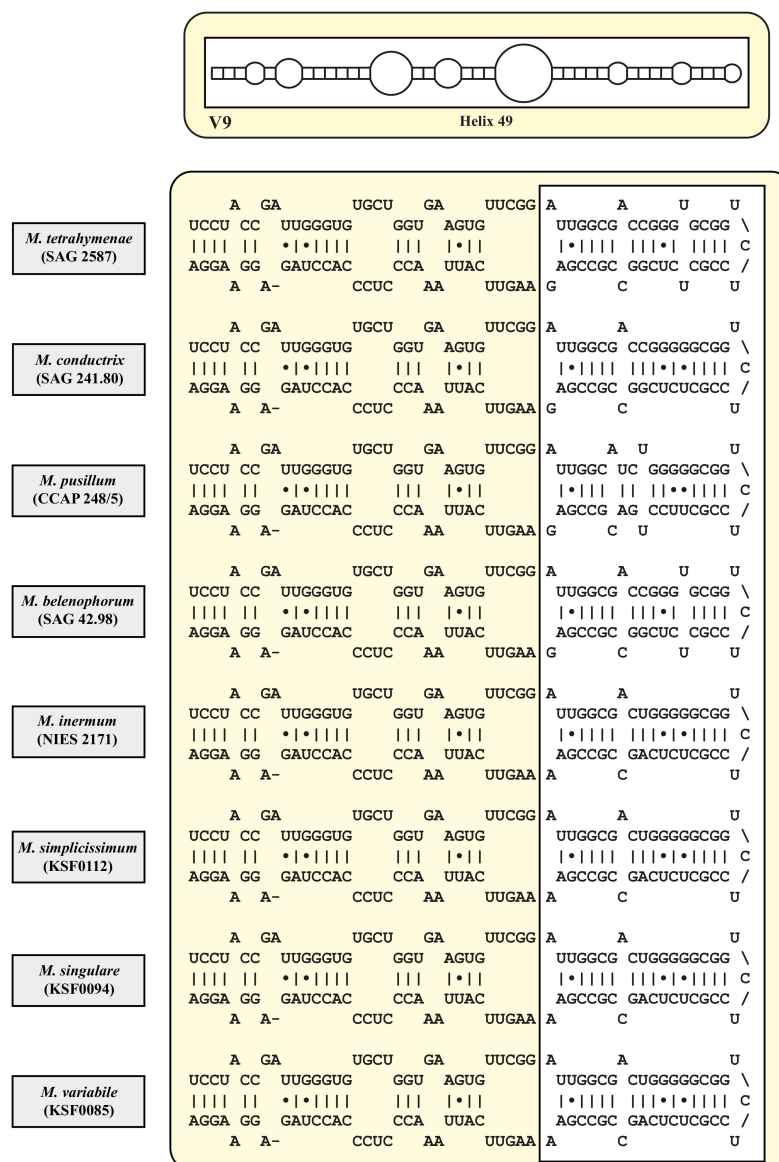 V9
Helix 49
M. tetrahymenae
(SAG 2587)
A GA UGCU GA UUCGG A A U U
UCCU CC UUGGGUG GGU AGUG UUGGCG CCGGG GCGG \
|||| || •|•|||| ||| |•|| |•|||| |||•| |||| C
AGGA GG GAUCCAC CCA UUAC AGCCGC GGCUC CGCC /
A A- CCUC AA UUGAA G C U U
M. conductrix
(SAG 241.80)
A GA UGCU GA UUCGG A A U
UCCU CC UUGGGUG GGU AGUG UUGGCG CCGGGGGCGG \
|||| || •|•|||| ||| |•|| |•|||| |||•|•|||| C
AGGA GG GAUCCAC CCA UUAC AGCCGC GGCUCUCGCC /
A A- CCUC AA UUGAA G C U
M. pusillum
(CCAP 248/5)
A GA UGCU GA UUCGG A A U U
UCCU CC UUGGGUG GGU AGUG UUGGC UC GGGGGCGG \
|||| || •|•|||| ||| |•|| |•||| || ||••|||| C
AGGA GG GAUCCAC CCA UUAC AGCCG AG CCUUCGCC /
A A- CCUC AA UUGAA G C U U
M. belenophorum
(SAG 42.98)
A GA UGCU GA UUCGG A A U U
UCCU CC UUGGGUG GGU AGUG UUGGCG CCGGG GCGG \
|||| || •|•|||| ||| |•|| |•|||| |||•| |||| C
AGGA GG GAUCCAC CCA UUAC AGCCGC GGCUC CGCC /
A A- CCUC AA UUGAA G C U U
M. inermum
(NIES 2171)
A GA UGCU GA UUCGG A A U
UCCU CC UUGGGUG GGU AGUG UUGGCG CUGGGGGCGG \
|||| || •|•|||| ||| |•|| |•|||| |||•|•|||| C
AGGA GG GAUCCAC CCA UUAC AGCCGC GACUCUCGCC /
A A- CCUC AA UUGAA A C U
M. simplicissimum
(KSF0112)
A GA UGCU GA UUCGG A A U
UCCU CC UUGGGUG GGU AGUG UUGGCG CUGGGGGCGG \
|||| || •|•|||| ||| |•|| |•|||| |||•|•|||| C
AGGA GG GAUCCAC CCA UUAC AGCCGC GACUCUCGCC /
A A- CCUC AA UUGAA A C U
M. singulare
(KSF0094)
A GA UGCU GA UUCGG A A U
UCCU CC UUGGGUG GGU AGUG UUGGCG CUGGGGGCGG \
|||| || •|•|||| ||| |•|| |•|||| |||•|•|||| C
AGGA GG GAUCCAC CCA UUAC AGCCGC GACUCUCGCC /
A A- CCUC AA UUGAA A C U
M. variabile
(KSF0085)
A GA UGCU GA UUCGG A A U
UCCU CC UUGGGUG GGU AGUG UUGGCG CUGGGGGCGG \
|||| || •|•|||| ||| |•|| |•|||| |||•|•|||| C
AGGA GG GAUCCAC CCA UUAC AGCCGC GACUCUCGCC /
A A- CCUC AA UUGAA A C U